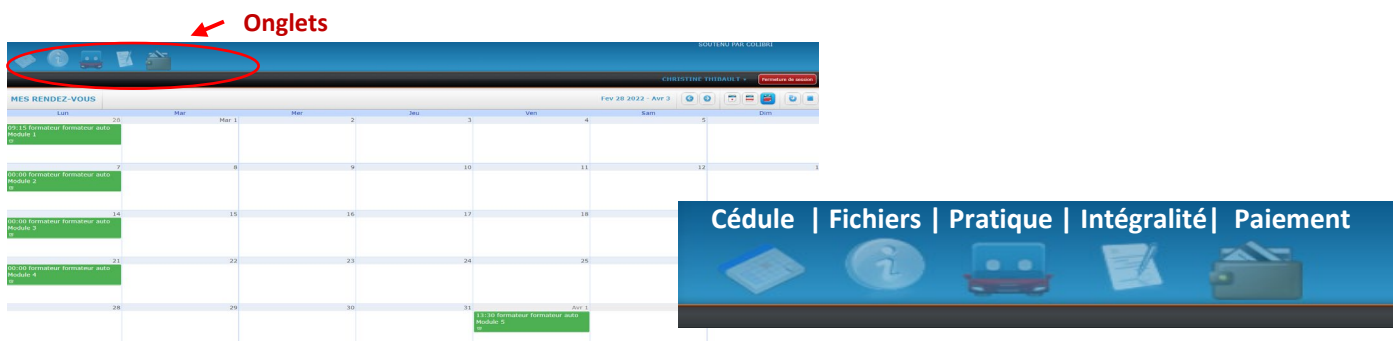 Onglets
SOUTENU PAR COLIBRI
CHRISTINE THIBAULT
Fermeture de session
MES RENDEZ-VOUS
Fev 28 2022 - Avr 3
Lun Mar Mer Jeu Ven Sam Dim
28 Mar 1 2 3 4 5
09:15 formateur formateur auto
Module 1
7 8 9 10 11 12 1
00:00 formateur formateur auto
Module 2
14 15 16 17 18
00:00 formateur formateur auto
Module 3
21 22 23 24 25
00:00 formateur formateur auto
Module 4
28 29 30 31 Avr 1
13:30 formateur formateur auto
Module 5
Cédule | Fichiers | Pratique | Intégralité| Paiement